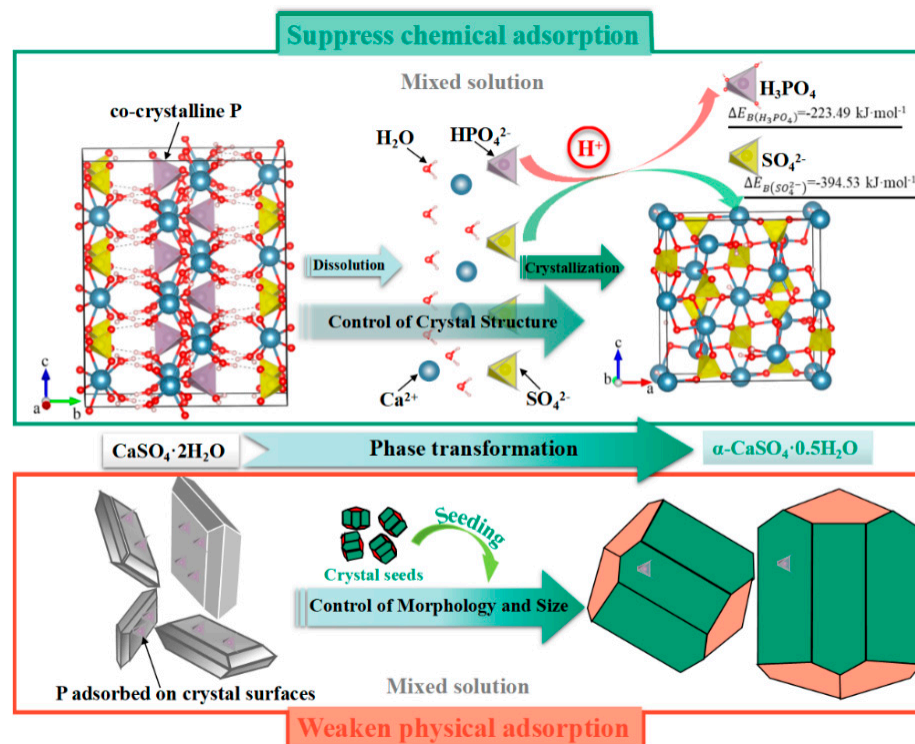 Suppress chemical adsorption
Mixed solution
co-crystalline P
H₂O
HPO₄²⁻
H⁺
H₃PO₄
ΔE_B(H₃PO₄)=-223.49 kJ·mol⁻¹
SO₄²⁻
ΔE_B(SO₄²⁻)=-394.53 kJ·mol⁻¹
Dissolution
Crystallization
Control of Crystal Structure
Ca²⁺
SO₄²⁻
c
a
b
c
b
a
CaSO₄·2H₂O
Phase transformation
α-CaSO₄·0.5H₂O
Seeding
Crystal seeds
Control of Morphology and Size
P adsorbed on crystal surfaces
Mixed solution
Weaken physical adsorption